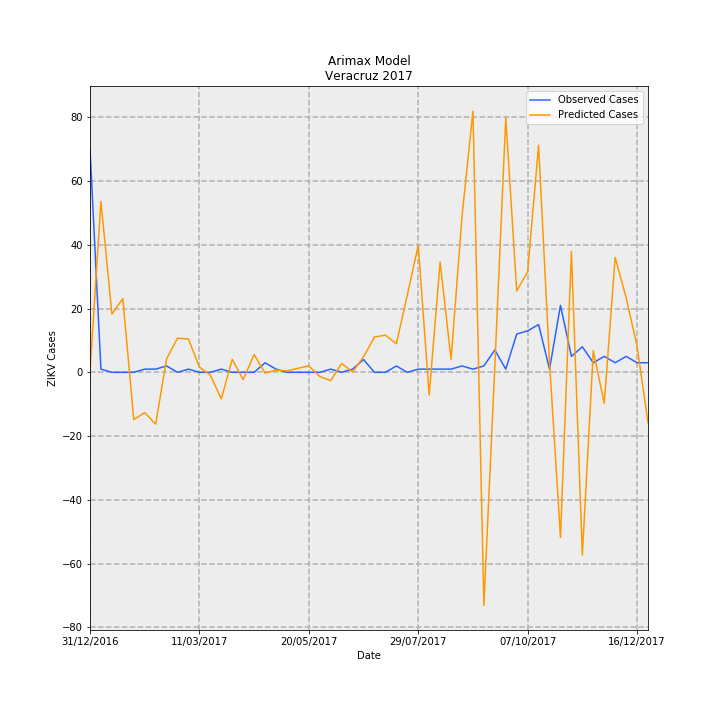 Arimax Model
Veracruz 2017
Observed Cases
Predicted Cases
ZIKV Cases
80
60
40
20
0
−20
−40
−60
−80
31/12/2016 11/03/2017 20/05/2017 29/07/2017 07/10/2017 16/12/2017
Date